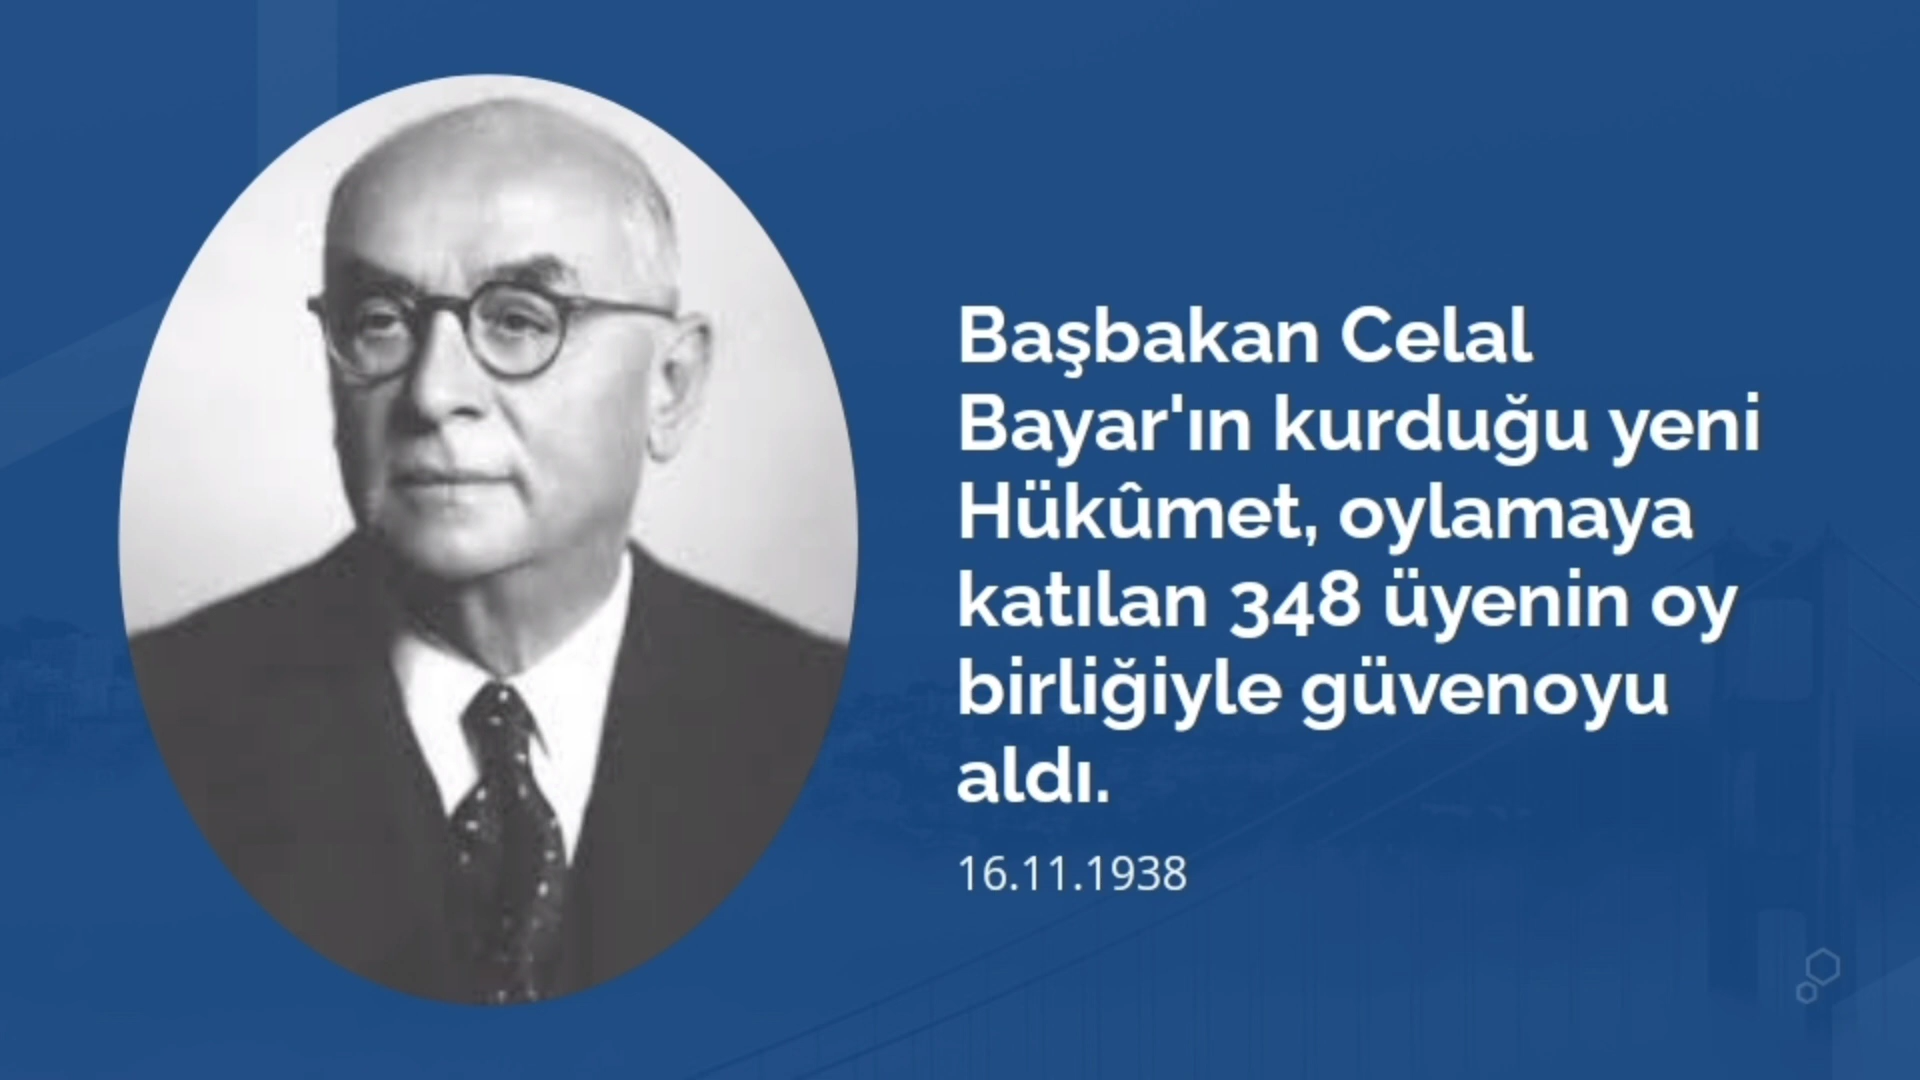 Başbakan Celal
Bayar'ın kurduğu yeni
Hükûmet, oylamaya
katılan 348 üyenin oy
birliğiyle güvenoyu
aldı.
16.11.1938